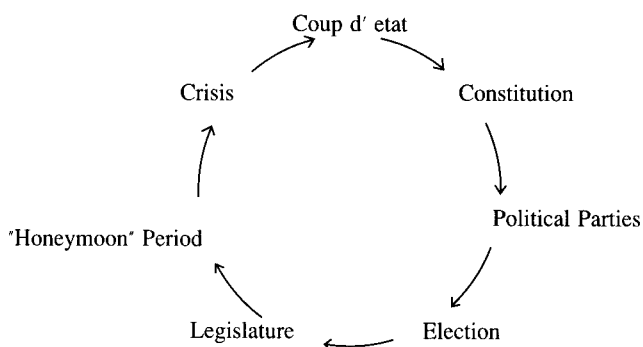 Coup d' etat
Constitution
Political Parties
Election
Legislature
"Honeymoon" Period
Crisis